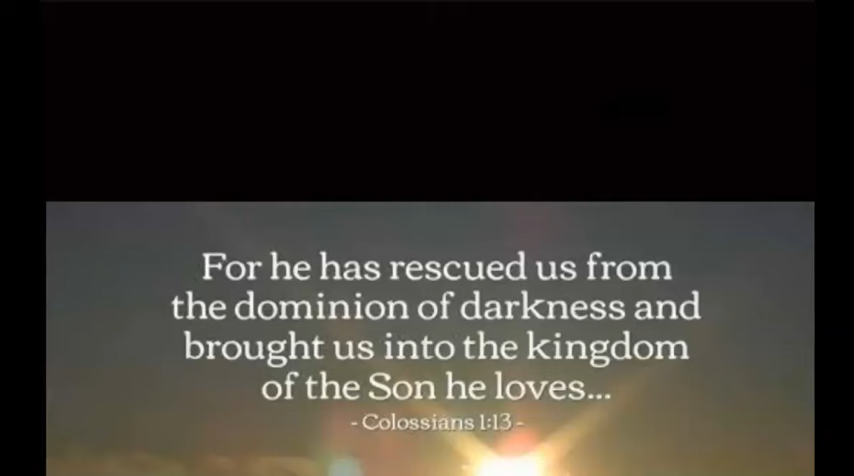 For he has rescued us from
the dominion of darkness and
brought us into the kingdom
of the Son he loves...
- Colossians 1:13 -